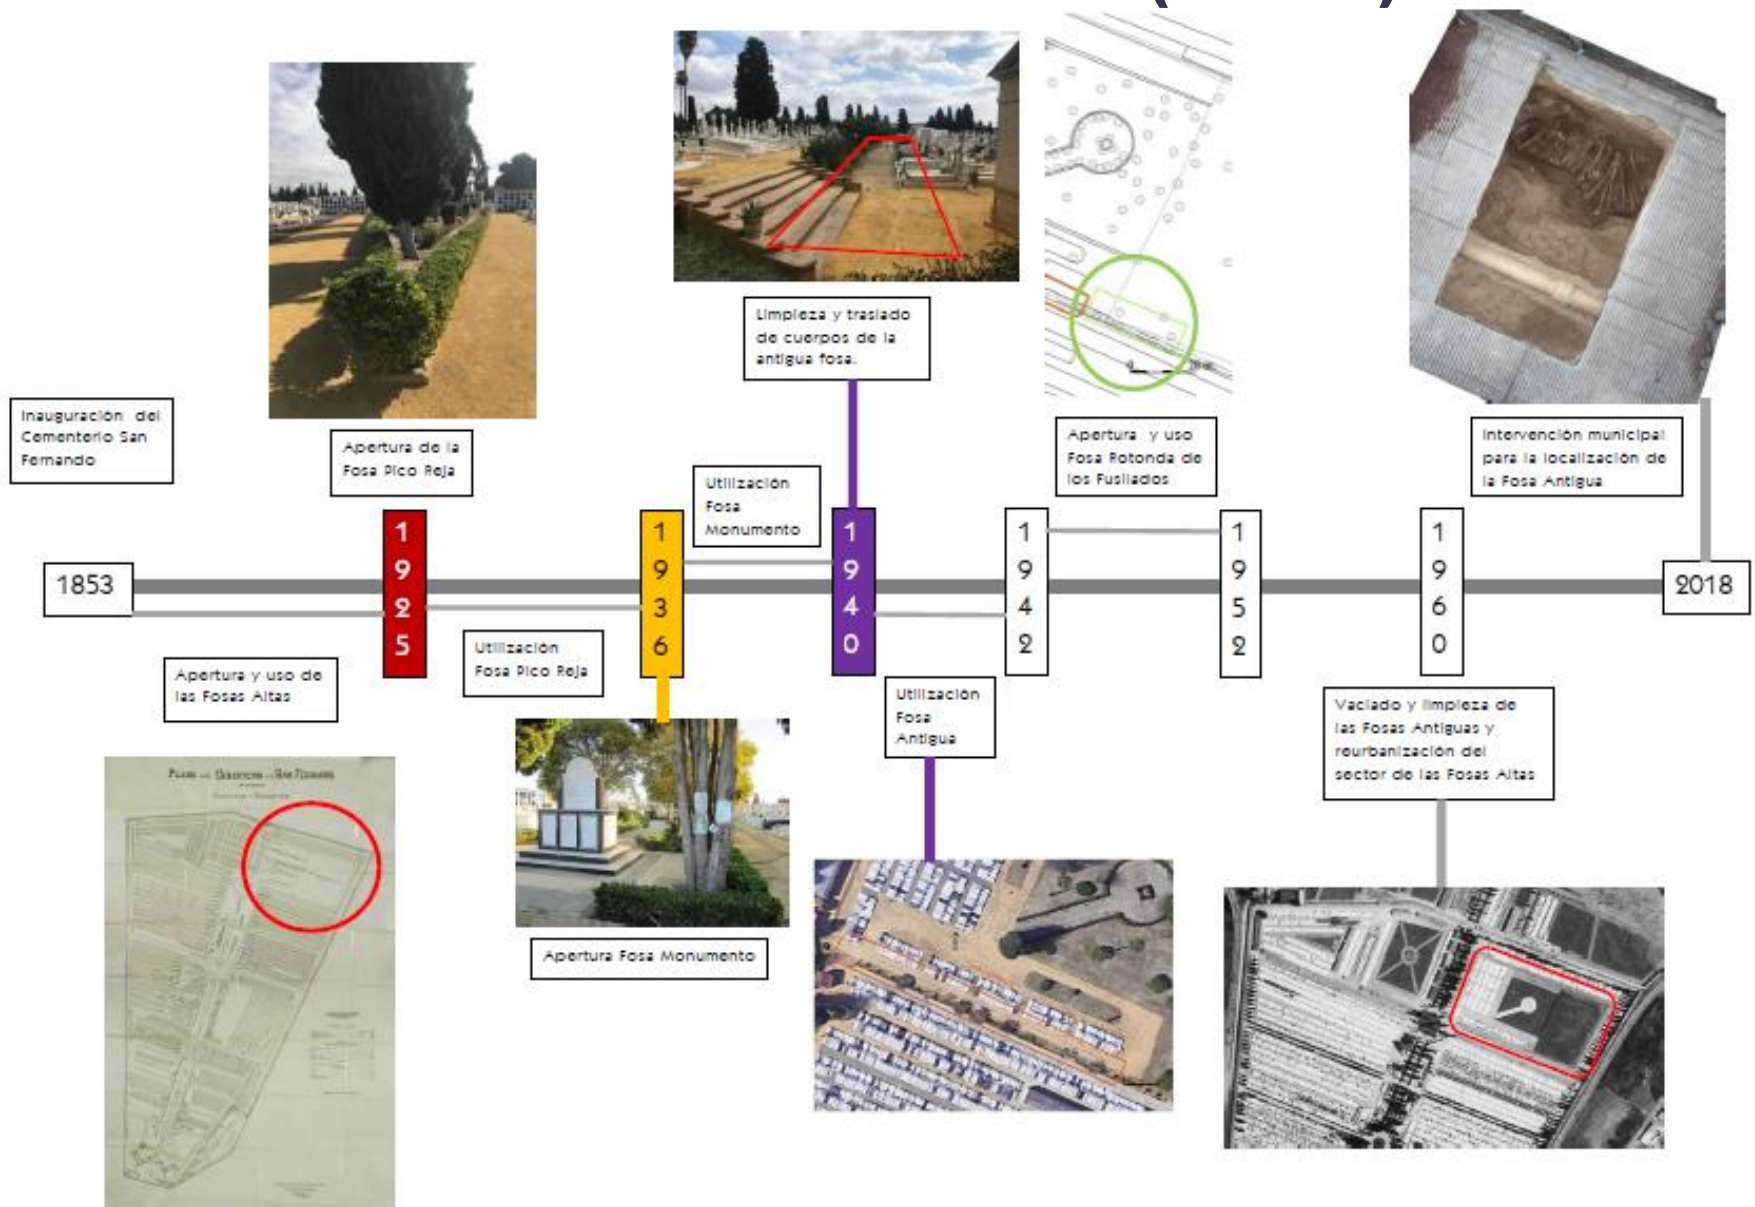 Inauguración del
Cementerio San
Fernando
Apertura de la
Fosa Pico Reja
Limpieza y traslado
de cuerpos de la
antigua fosa.
Utilización
Fosa
Monumento
Apertura y uso
Fosa Rotonda de
los Fusilados
Intervención municipal
para la localización de
la Fosa Antigua
1853
1925
1936
1940
1942
1952
1960
2018
Apertura y uso de
las Fosas Altas
Utilización
Fosa Pico Reja
Apertura Fosa Monumento
Utilización
Fosa
Antigua
Vaciado y limpieza de
las Fosas Antiguas y
reurbanización del
sector de las Fosas Altas